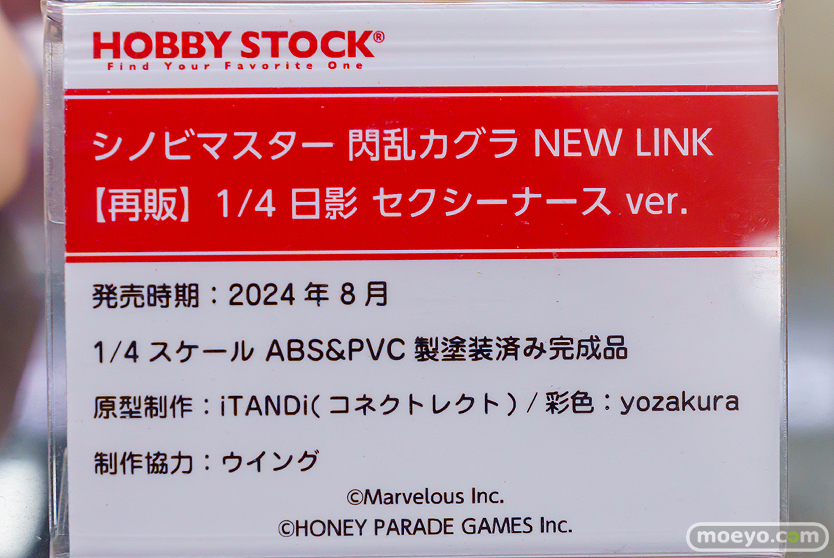 HOBBY STOCK®
Find Your Favorite One
シノビマスター 閃乱カグラ NEW LINK
【再販】1/4 日影 セクシーナース ver.
発売時期：2024年8月
1/4スケール ABS&PVC 製塗装済み完成品
原型制作：iTANDi(コネクトレクト)/彩色：yozakura
制作協力：ウイング
©Marvelous Inc.
©HONEY PARADE GAMES Inc.
moeyo.com